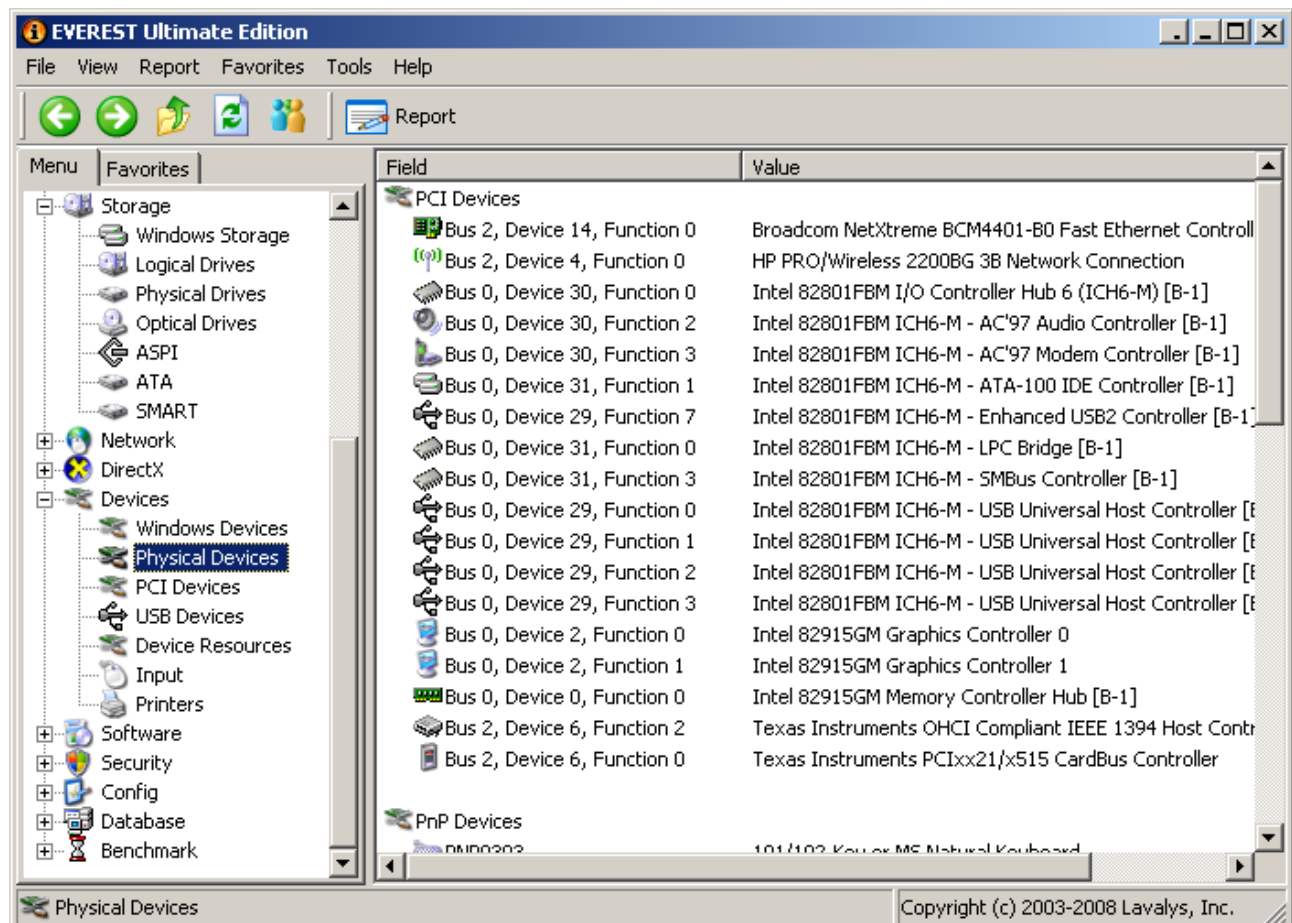 EVEREST Ultimate Edition
File View Report Favorites Tools Help
Report
Menu Favorites
Storage
Windows Storage
Logical Drives
Physical Drives
Optical Drives
ASPI
ATA
SMART
Network
DirectX
Devices
Windows Devices
Physical Devices
PCI Devices
USB Devices
Device Resources
Input
Printers
Software
Security
Config
Database
Benchmark
Field Value
PCI Devices
Bus 2, Device 14, Function 0 Broadcom NetXtreme BCM4401-B0 Fast Ethernet Controll
Bus 2, Device 4, Function 0 HP PRO/Wireless 2200BG 3B Network Connection
Bus 0, Device 30, Function 0 Intel 82801FBM I/O Controller Hub 6 (ICH6-M) [B-1]
Bus 0, Device 30, Function 2 Intel 82801FBM ICH6-M - AC'97 Audio Controller [B-1]
Bus 0, Device 30, Function 3 Intel 82801FBM ICH6-M - AC'97 Modem Controller [B-1]
Bus 0, Device 31, Function 1 Intel 82801FBM ICH6-M - ATA-100 IDE Controller [B-1]
Bus 0, Device 29, Function 7 Intel 82801FBM ICH6-M - Enhanced USB2 Controller [B-1]
Bus 0, Device 31, Function 0 Intel 82801FBM ICH6-M - LPC Bridge [B-1]
Bus 0, Device 31, Function 3 Intel 82801FBM ICH6-M - SMBus Controller [B-1]
Bus 0, Device 29, Function 0 Intel 82801FBM ICH6-M - USB Universal Host Controller [
Bus 0, Device 29, Function 1 Intel 82801FBM ICH6-M - USB Universal Host Controller [
Bus 0, Device 29, Function 2 Intel 82801FBM ICH6-M - USB Universal Host Controller [
Bus 0, Device 29, Function 3 Intel 82801FBM ICH6-M - USB Universal Host Controller [
Bus 0, Device 2, Function 0 Intel 82915GM Graphics Controller 0
Bus 0, Device 2, Function 1 Intel 82915GM Graphics Controller 1
Bus 0, Device 0, Function 0 Intel 82915GM Memory Controller Hub [B-1]
Bus 2, Device 6, Function 2 Texas Instruments OHCI Compliant IEEE 1394 Host Contr
Bus 2, Device 6, Function 0 Texas Instruments PCIxx21/x515 CardBus Controller
PnP Devices
PNP0303 101/102 Key or MS Natural Keyboard
Physical Devices
Copyright (c) 2003-2008 Lavalys, Inc.